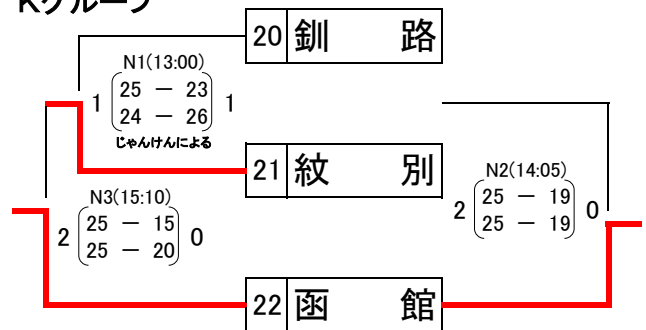 Kグループ
20 釧 路
N1(13:00)
1 25 － 23 1
24 － 26
じゃんけんによる
21 紋 別
N2(14:05)
2 25 － 19 0
25 － 19
N3(15:10)
2 25 － 15 0
25 － 20
22 函 館